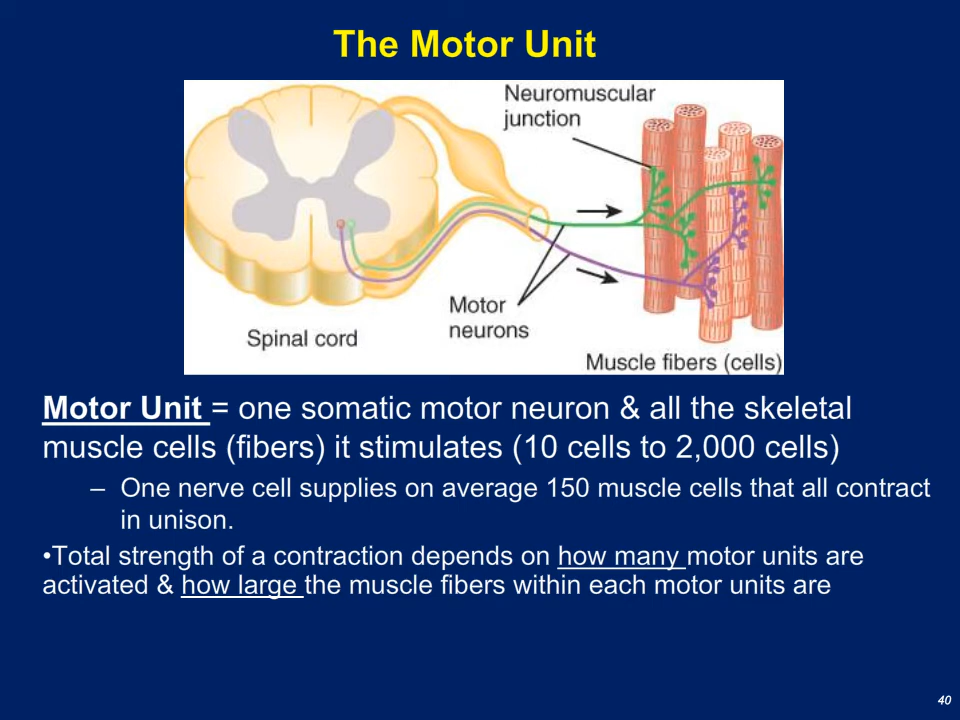 The Motor Unit
Neuromuscular
junction
Motor
neurons
Spinal cord
Muscle fibers (cells)
Motor Unit = one somatic motor neuron & all the skeletal
muscle cells (fibers) it stimulates (10 cells to 2,000 cells)
– One nerve cell supplies on average 150 muscle cells that all contract
in unison.
•Total strength of a contraction depends on how many motor units are
activated & how large the muscle fibers within each motor units are
40